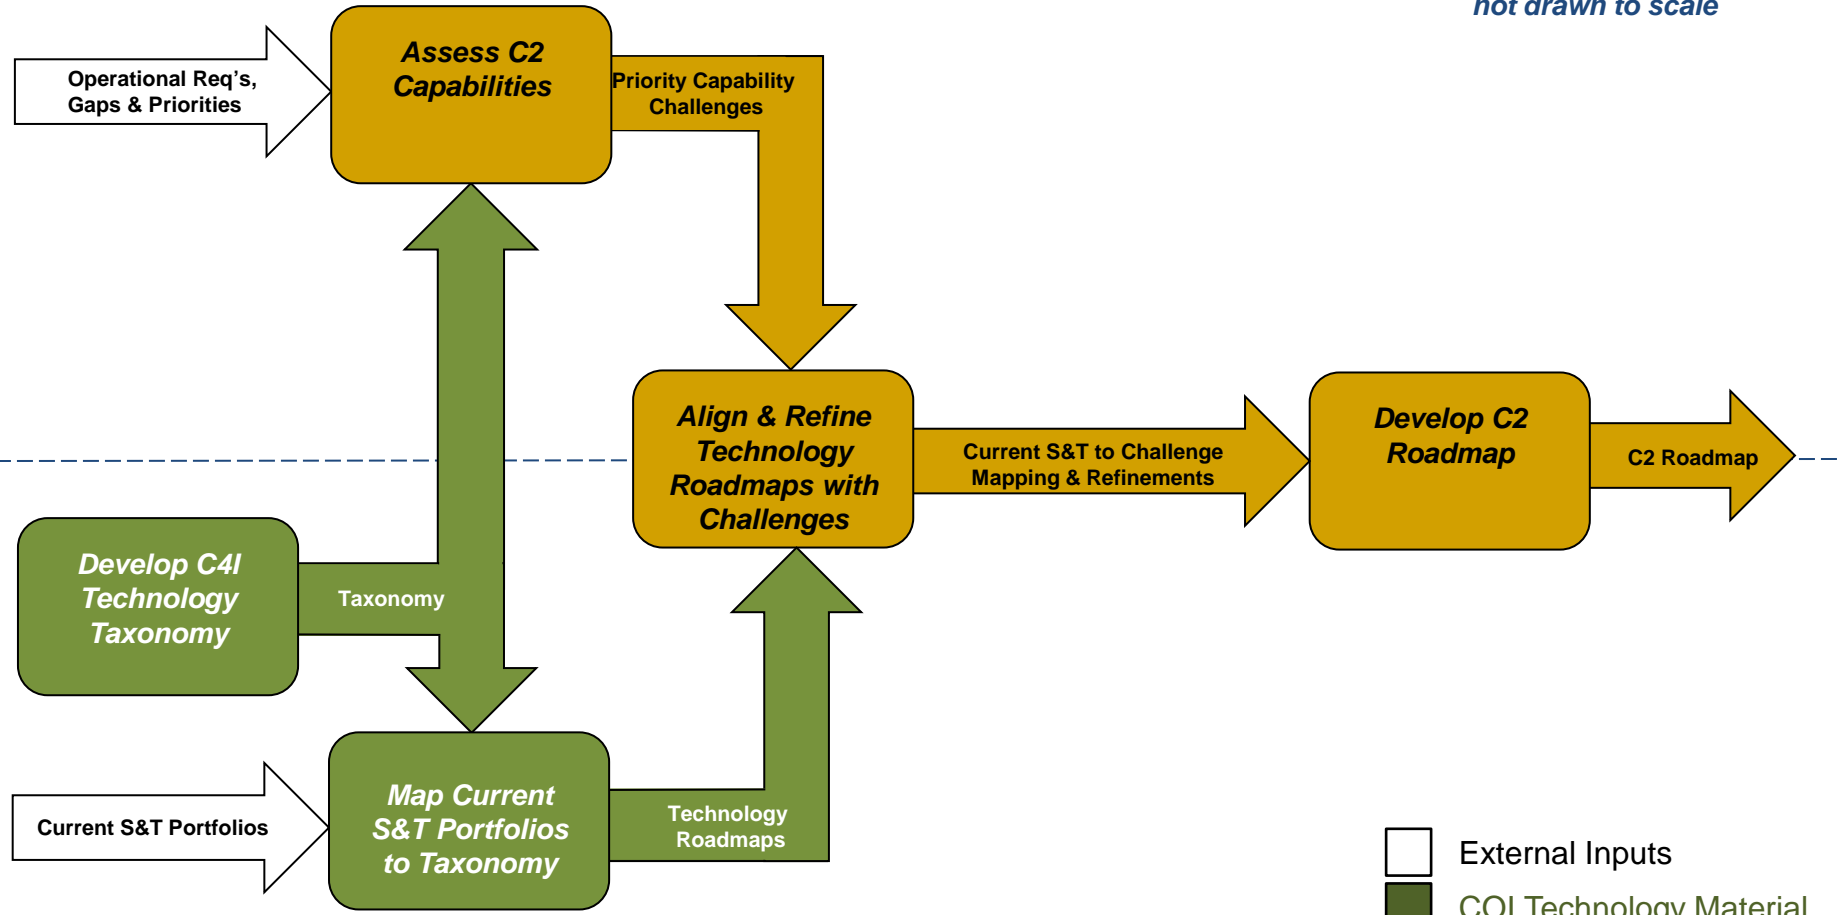 not drawn to scale
Assess C2
Capabilities
Operational Req's,
Gaps & Priorities
Priority Capability
Challenges
Align & Refine
Technology
Roadmaps with
Challenges
Current S&T to Challenge
Mapping & Refinements
Develop C2
Roadmap
C2 Roadmap
Develop C4I
Technology
Taxonomy
Taxonomy
Map Current
S&T Portfolios
to Taxonomy
Current S&T Portfolios
Technology
Roadmaps
External Inputs
COI Technology Material